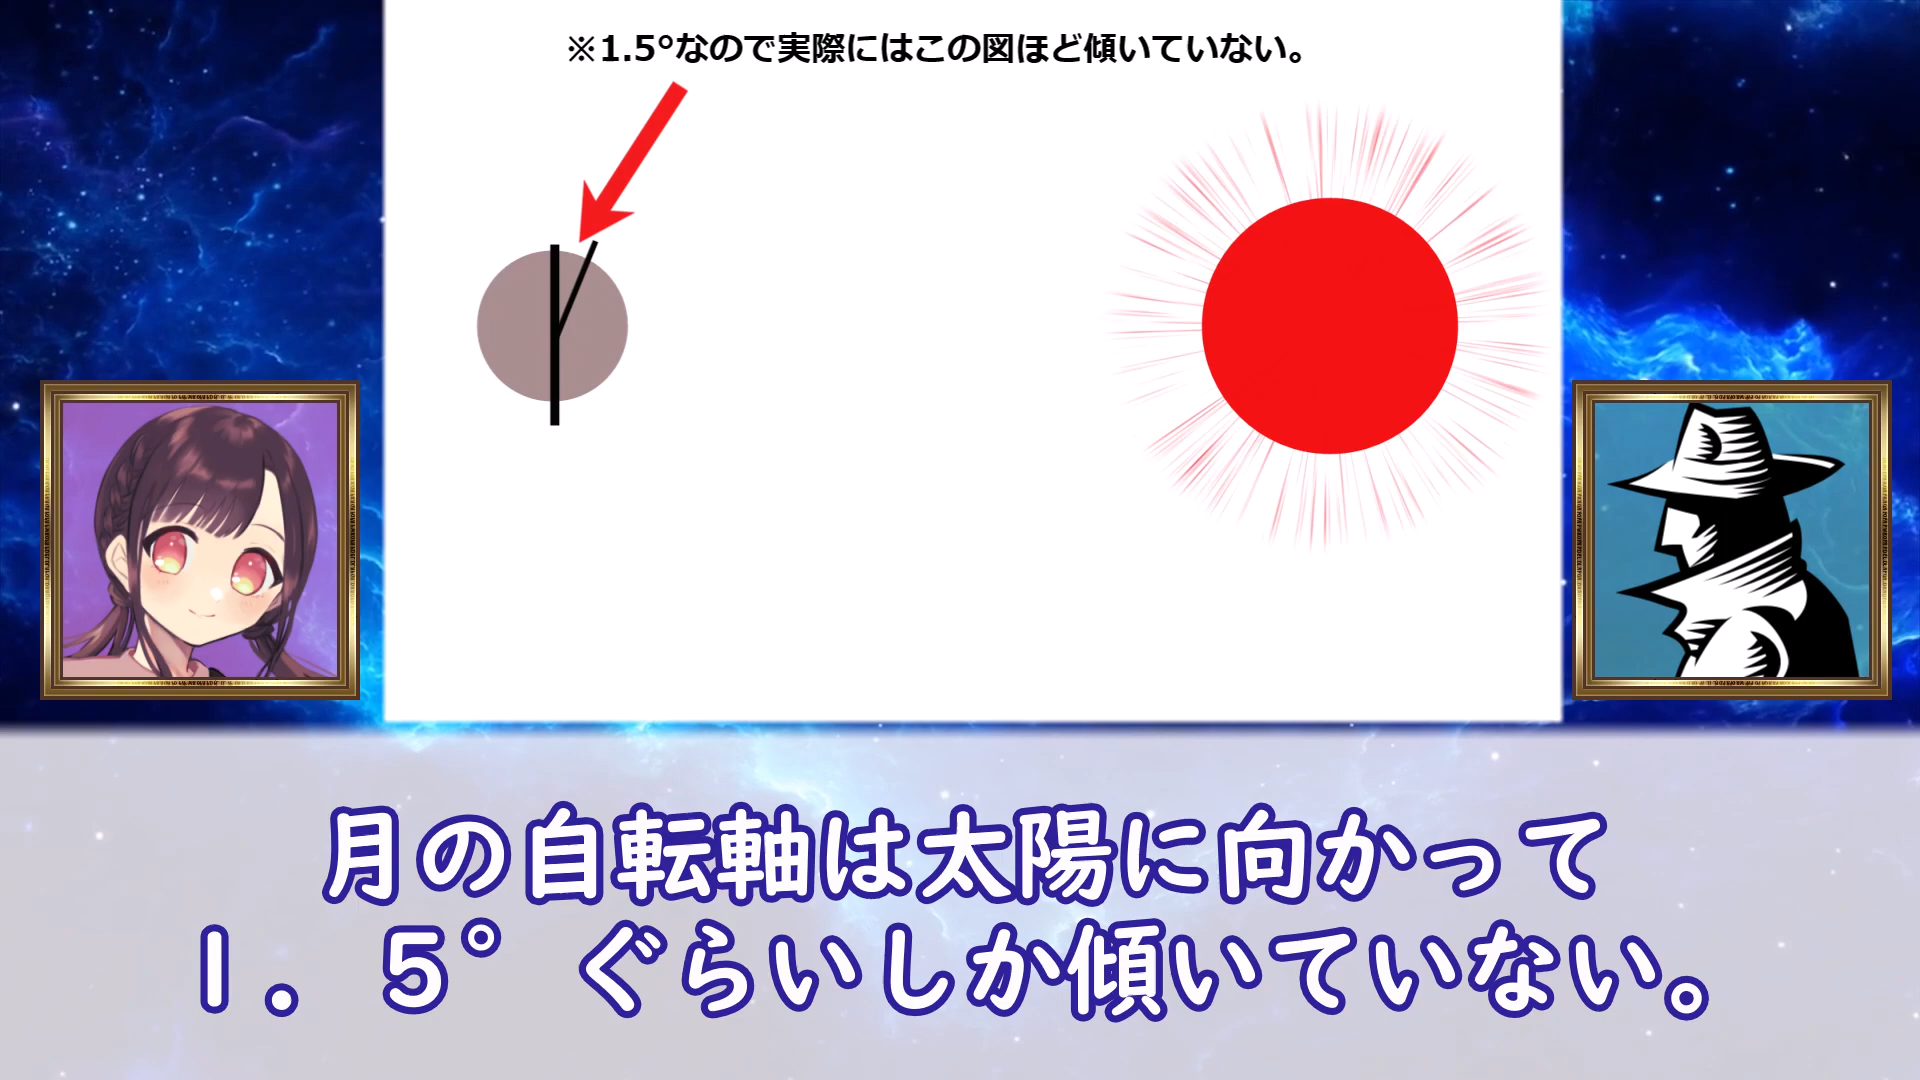 ※1.5°なので実際にはこの図ほど傾いていない。
月の自転軸は太陽に向かって
１．５°ぐらいしか傾いていない。